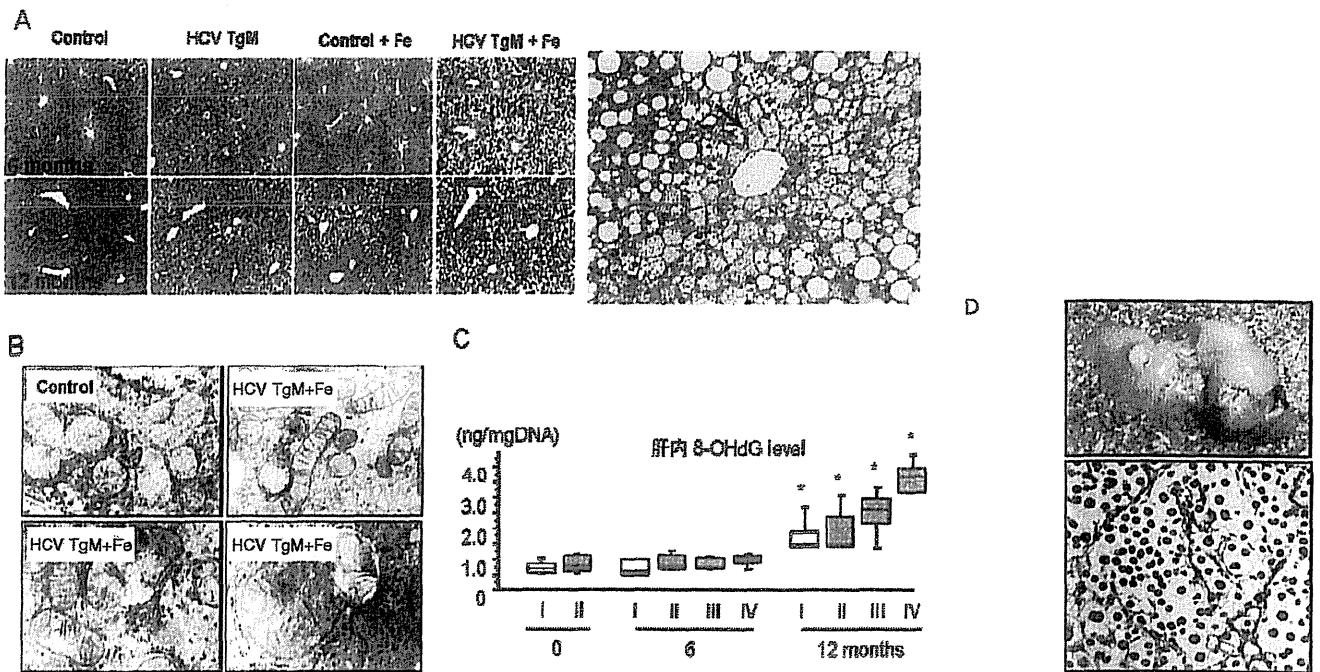 A
Control HCV TgM Control + Fe HCV TgM + Fe
6 months
12 months
B
Control
HCV TgM+Fe
HCV TgM+Fe
HCV TgM+Fe
C
(ng/mgDNA)
肝内 8-OHdG level
4.0
3.0
2.0
1.0
0
* * * *
I II I II III IV I II III IV
0 6 12 months
D